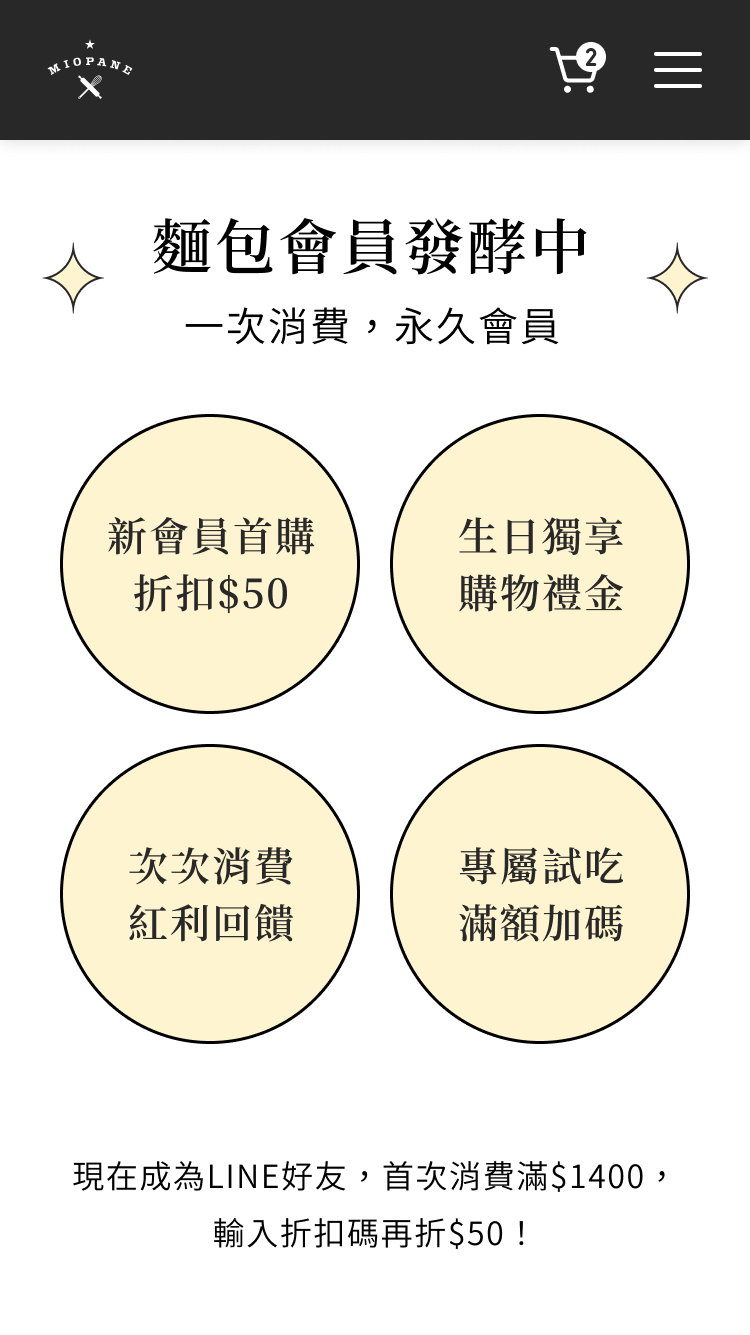 MIOPANE
2
麵包會員發酵中
一次消費，永久會員
新會員首購
折扣$50
生日獨享
購物禮金
次次消費
紅利回饋
專屬試吃
滿額加碼
現在成為LINE好友，首次消費滿$1400，
輸入折扣碼再折$50！